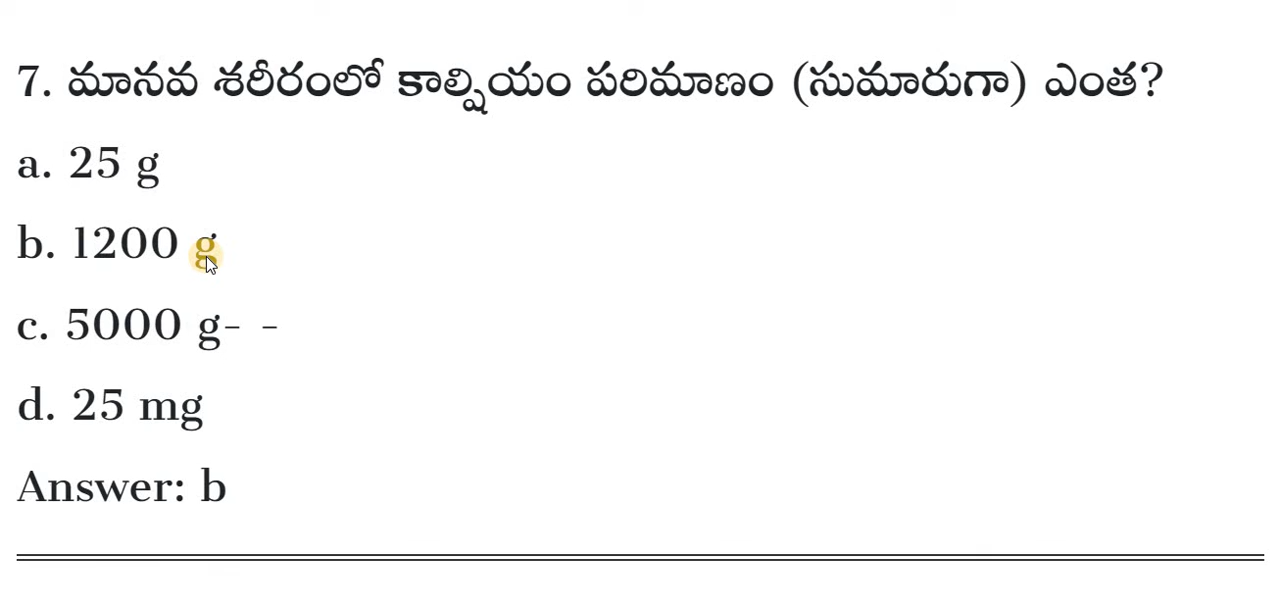 7. మానవ శరీరంలో కాల్షియం పరిమాణం (సుమారుగా) ఎంత?
a. 25 g
b. 1200 g
c. 5000 g- -
d. 25 mg
Answer: b